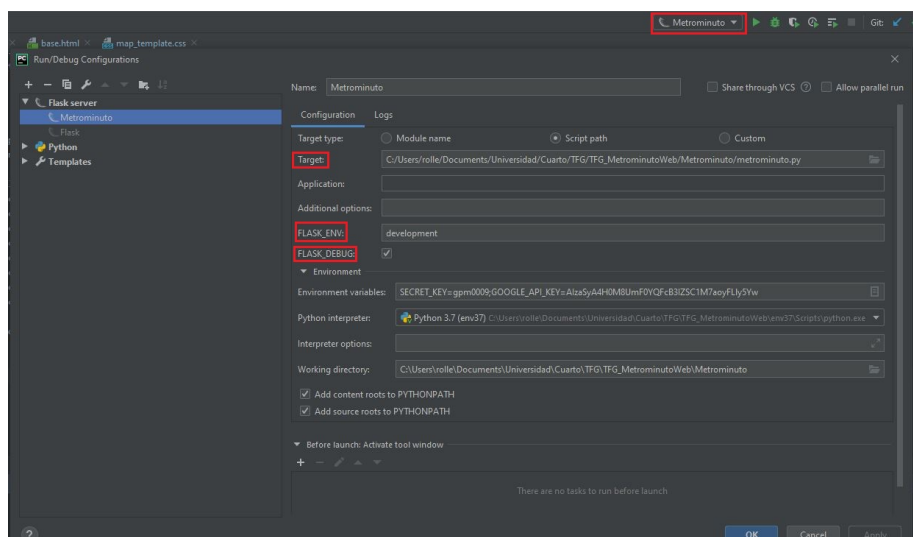 Metrominuto
Git:
base.html
map_template.css
Run/Debug Configurations
Name: Metrominuto
Share through VCS
Allow parallel run
Flask server
Metrominuto
Flask
Python
Templates
Configuration Logs
Target type: Module name Script path Custom
Target: C:/Users/rolle/Documents/Universidad/Cuarto/TFG/TFG_MetrominutoWeb/Metrominuto/metrominuto.py
Application:
Additional options:
FLASK_ENV: development
FLASK_DEBUG:
Environment
Environment variables:
Python interpreter: Python 3.7 (env37) C:\Users\rolle\Documents\Universidad\Cuarto\TFG\TFG_MetrominutoWeb\env37\Scripts\python.exe
Interpreter options:
Working directory: C:\Users\rolle\Documents\Universidad\Cuarto\TFG\TFG_MetrominutoWeb\Metrominuto
Add content roots to PYTHONPATH
Add source roots to PYTHONPATH
Before launch: Activate tool window
There are no tasks to run before launch
?
OK Cancel Apply